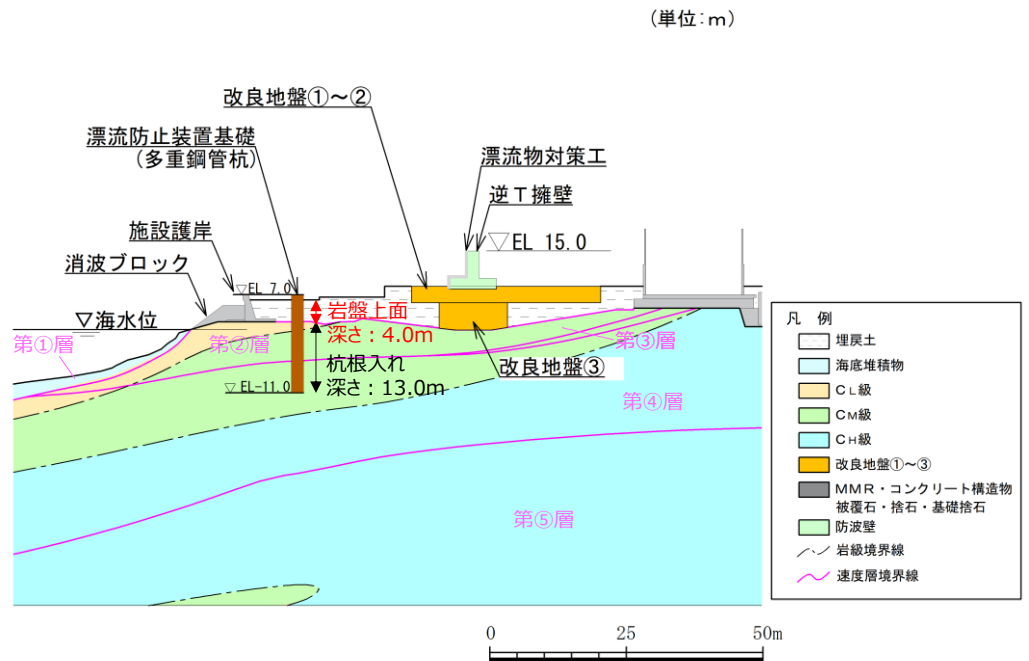 （単位：ｍ）
改良地盤①～②
漂流防止装置基礎
（多重鋼管杭）
漂流物対策工
逆Ｔ擁壁
施設護岸
▽EL 15.0
消波ブロック
▽EL 7.0
岩盤上面
深さ：4.0m
▽海水位
第①層
第②層
第③層
杭根入れ
深さ：13.0m
改良地盤③
▽EL-11.0
第④層
第⑤層
凡　例
埋戻土
海底堆積物
ＣＬ級
ＣＭ級
ＣＨ級
改良地盤①～③
ＭＭＲ・コンクリート構造物
被覆石・捨石・基礎捨石
防波壁
岩級境界線
速度層境界線
0 25 50m